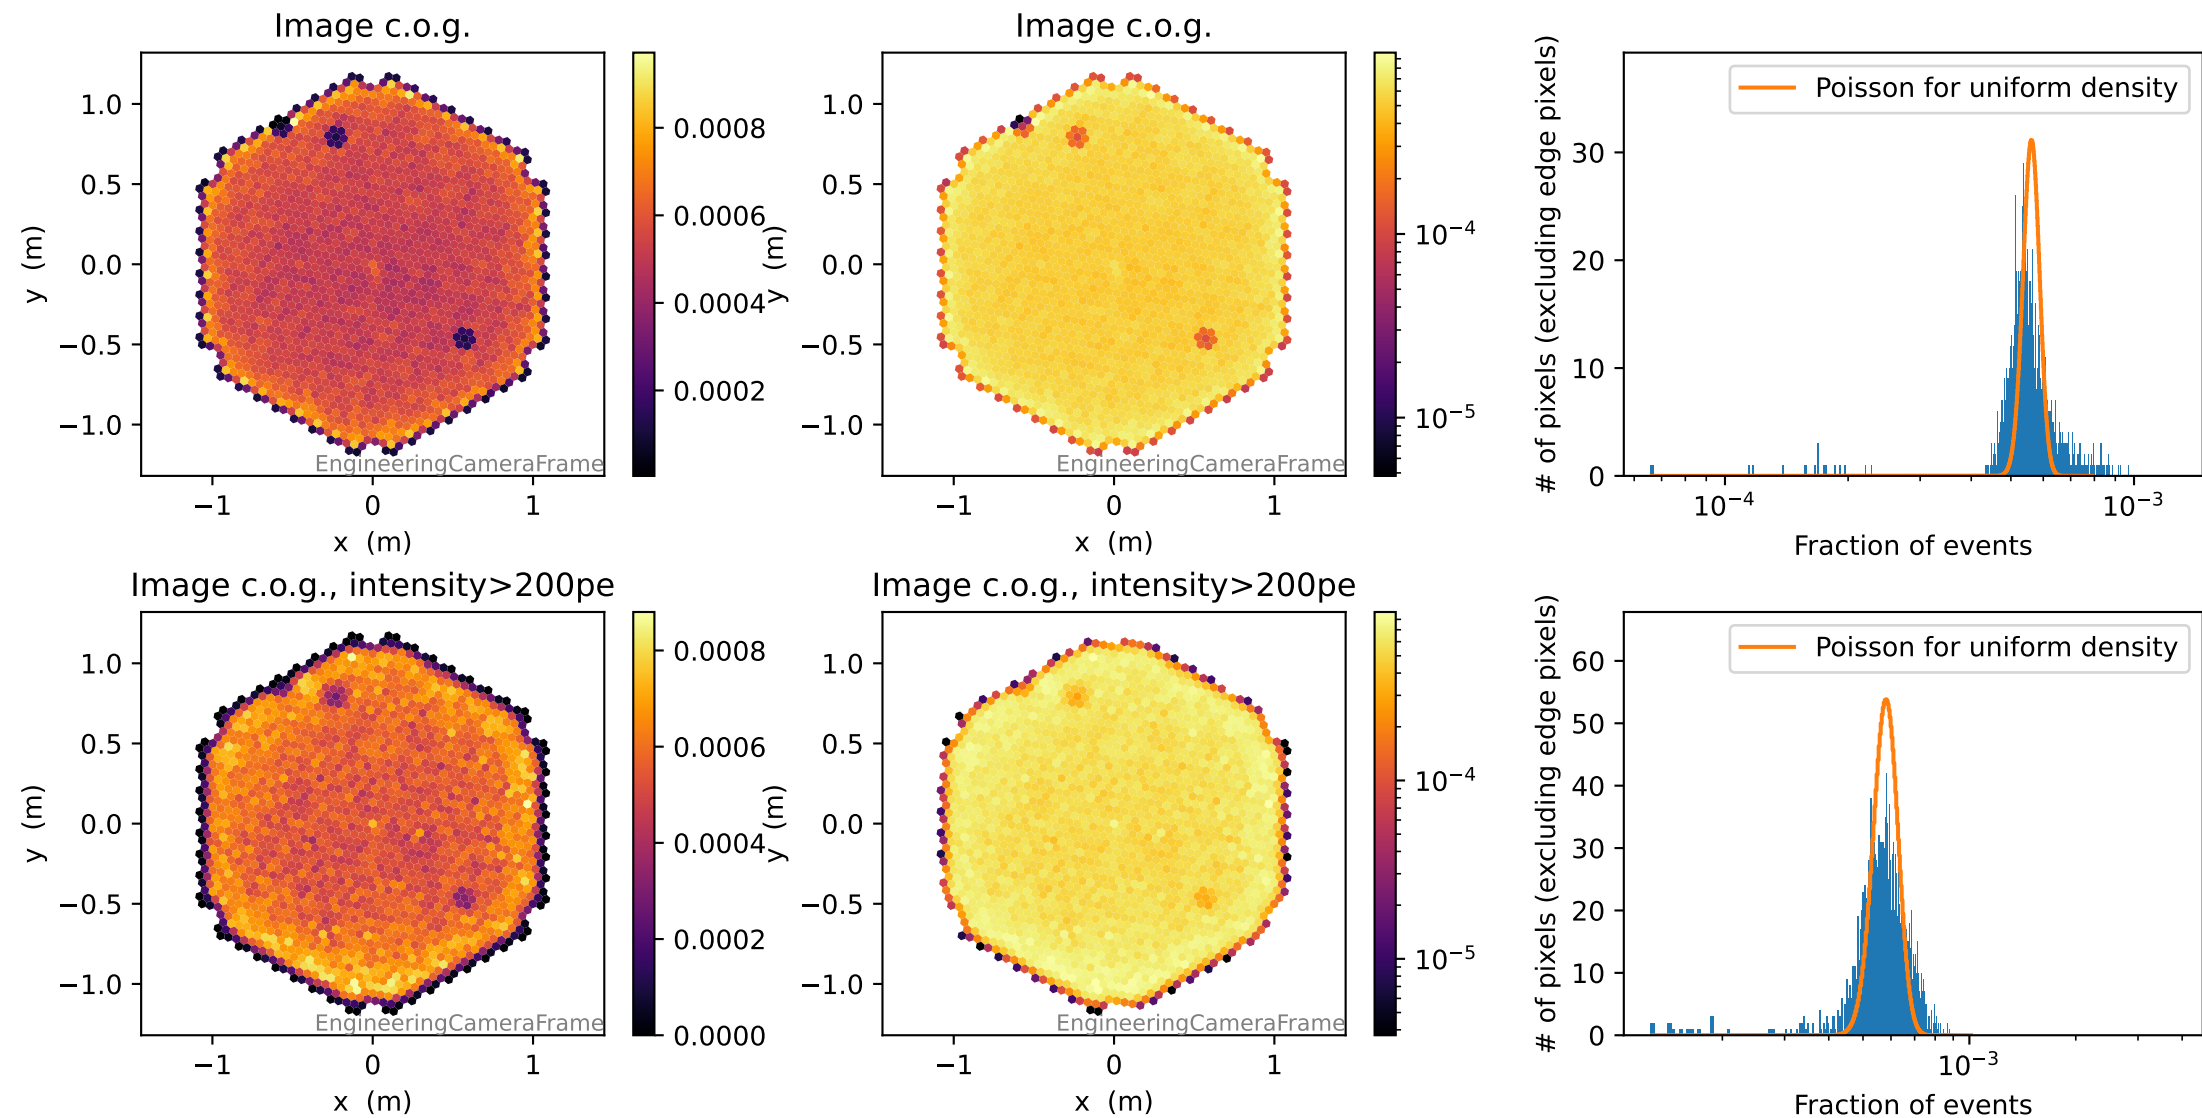 Image c.o.g.
1.0
0.5
0.0
−0.5
−1.0
y (m)
−1
0
1
x (m)
EngineeringCameraFrame
0.0008
0.0006
0.0004
0.0002
Image c.o.g.
1.0
0.5
0.0
−0.5
−1.0
y (m)
−1
0
1
x (m)
EngineeringCameraFrame
10⁻⁴
10⁻⁵
# of pixels (excluding edge pixels)
30
20
10
0
Poisson for uniform density
10⁻⁴
10⁻³
Fraction of events
Image c.o.g., intensity>200pe
1.0
0.5
0.0
−0.5
−1.0
y (m)
−1
0
1
x (m)
EngineeringCameraFrame
0.0008
0.0006
0.0004
0.0002
0.0000
Image c.o.g., intensity>200pe
1.0
0.5
0.0
−0.5
−1.0
y (m)
−1
0
1
x (m)
EngineeringCameraFrame
10⁻⁴
10⁻⁵
# of pixels (excluding edge pixels)
60
50
40
30
20
10
0
Poisson for uniform density
10⁻³
Fraction of events